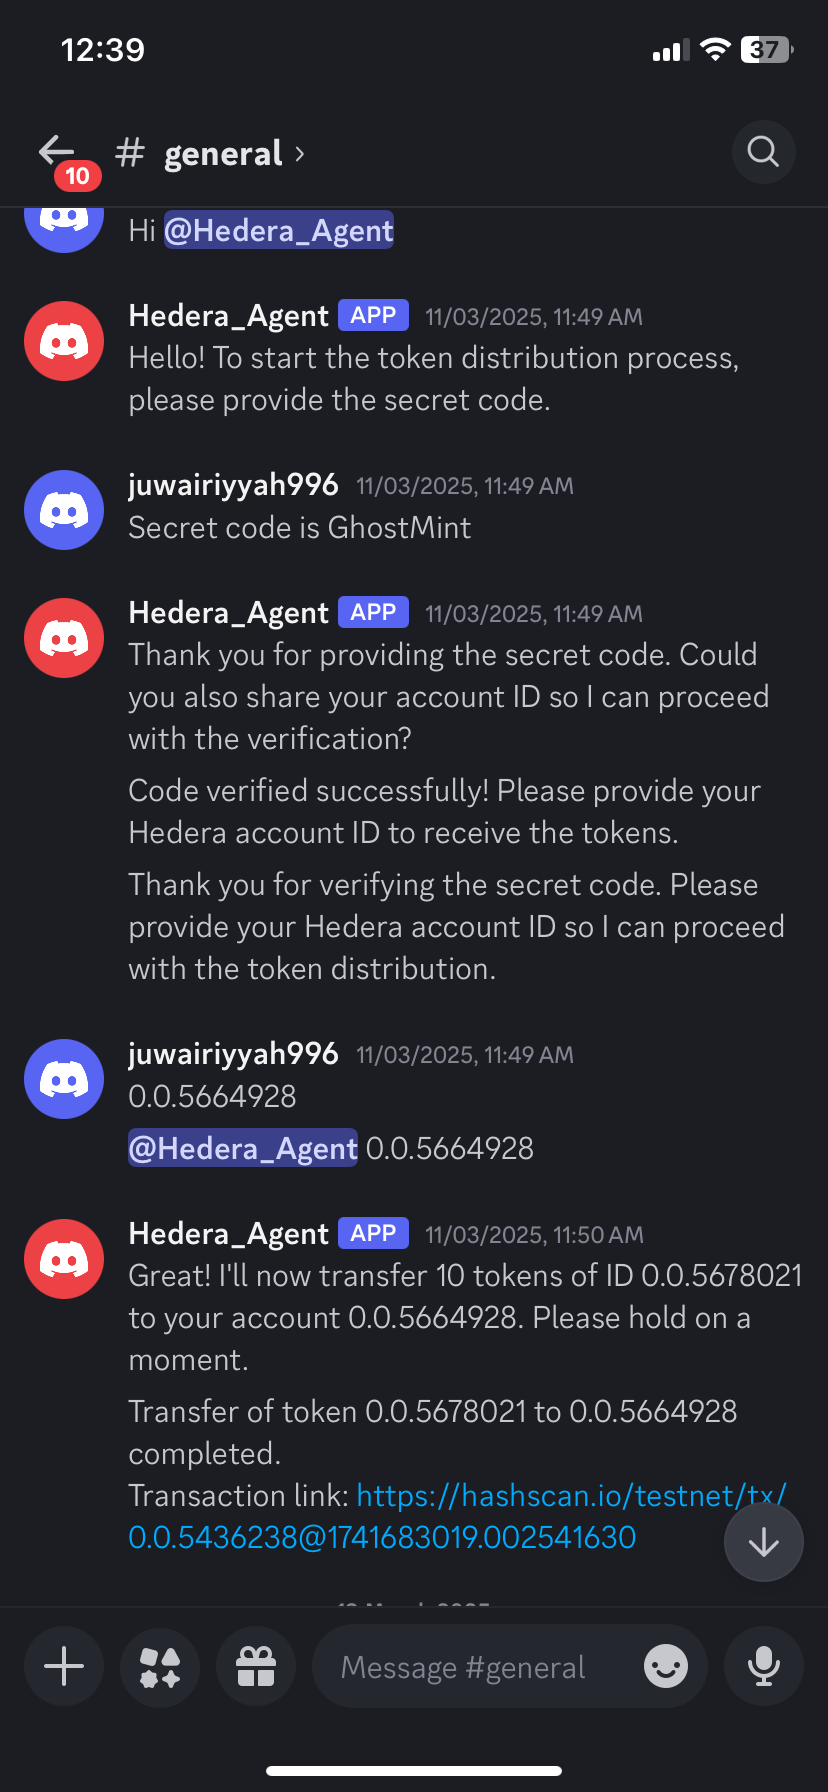 12:39
37
10
# general ›
Hi @Hedera_Agent
Hedera_Agent APP 11/03/2025, 11:49 AM
Hello! To start the token distribution process,
please provide the secret code.
juwairiyyah996 11/03/2025, 11:49 AM
Secret code is GhostMint
Hedera_Agent APP 11/03/2025, 11:49 AM
Thank you for providing the secret code. Could
you also share your account ID so I can proceed
with the verification?
Code verified successfully! Please provide your
Hedera account ID to receive the tokens.
Thank you for verifying the secret code. Please
provide your Hedera account ID so I can proceed
with the token distribution.
juwairiyyah996 11/03/2025, 11:49 AM
0.0.5664928
@Hedera_Agent 0.0.5664928
Hedera_Agent APP 11/03/2025, 11:50 AM
Great! I'll now transfer 10 tokens of ID 0.0.5678021
to your account 0.0.5664928. Please hold on a
moment.
Transfer of token 0.0.5678021 to 0.0.5664928
completed.
Transaction link: https://hashscan.io/testnet/tx/
0.0.5436238@1741683019.002541630
Message #general